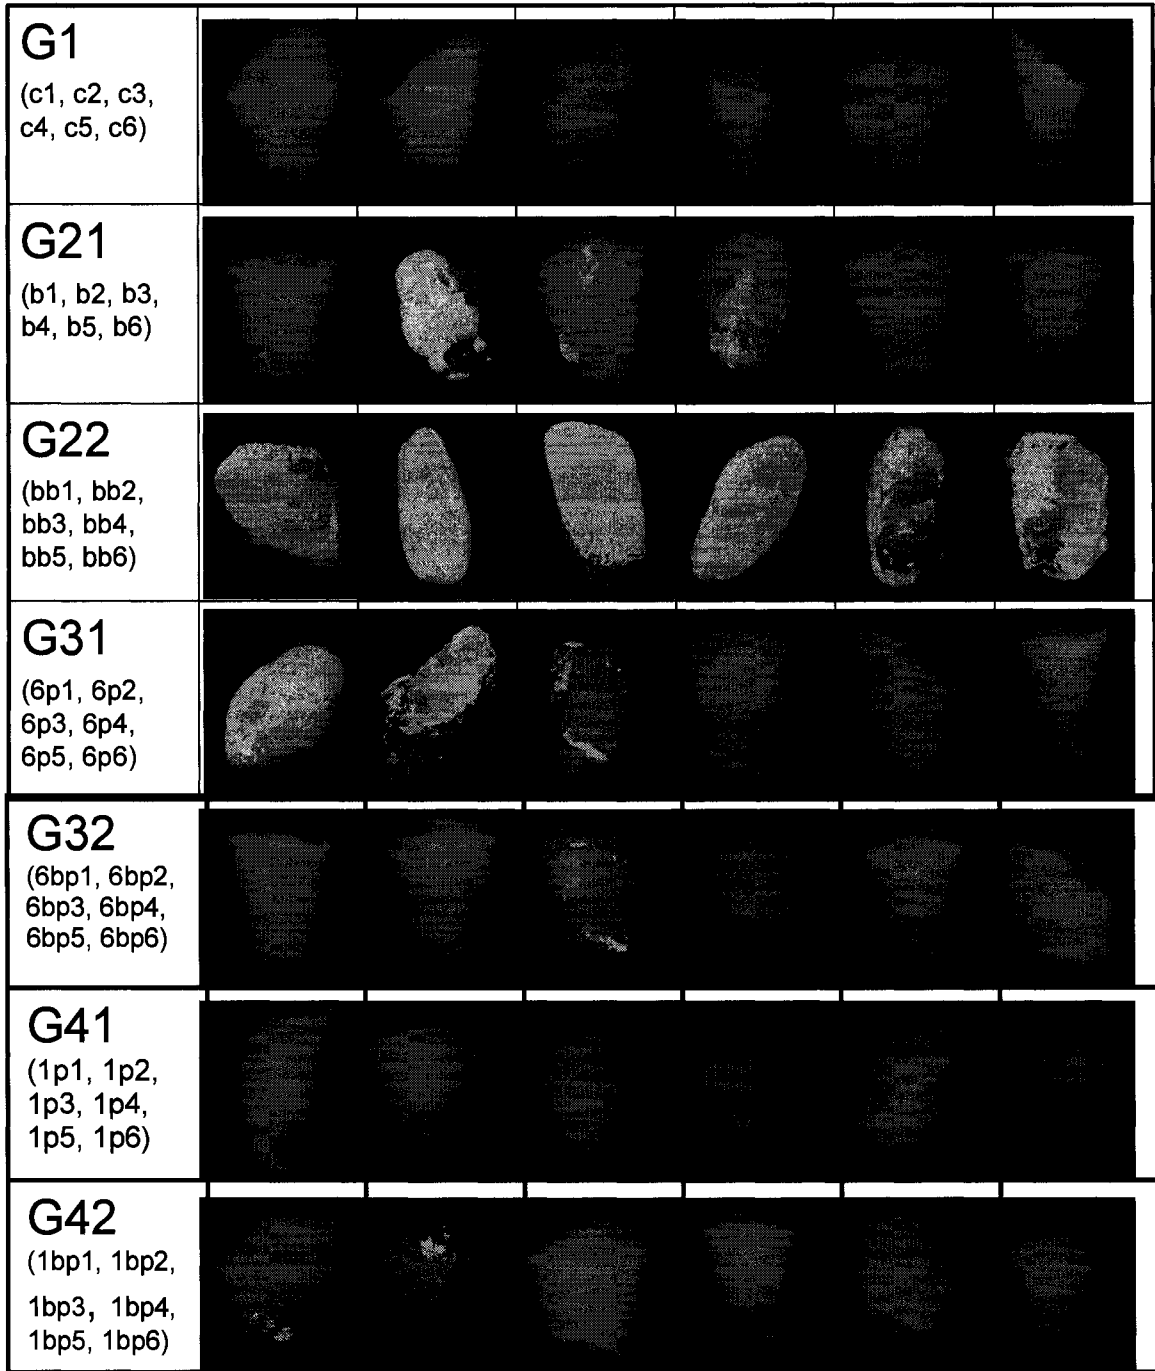 G1
(c1, c2, c3,
c4, c5, c6)
G21
(b1, b2, b3,
b4, b5, b6)
G22
(bb1, bb2,
bb3, bb4,
bb5, bb6)
G31
(6p1, 6p2,
6p3, 6p4,
6p5, 6p6)
G32
(6bp1, 6bp2,
6bp3, 6bp4,
6bp5, 6bp6)
G41
(1p1, 1p2,
1p3, 1p4,
1p5, 1p6)
G42
(1bp1, 1bp2,
1bp3, 1bp4,
1bp5, 1bp6)